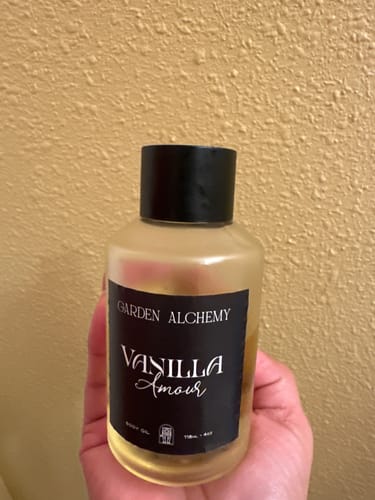 GARDEN ALCHEMY
VANILLA
Amour
BODY OIL 118mL - 4oz